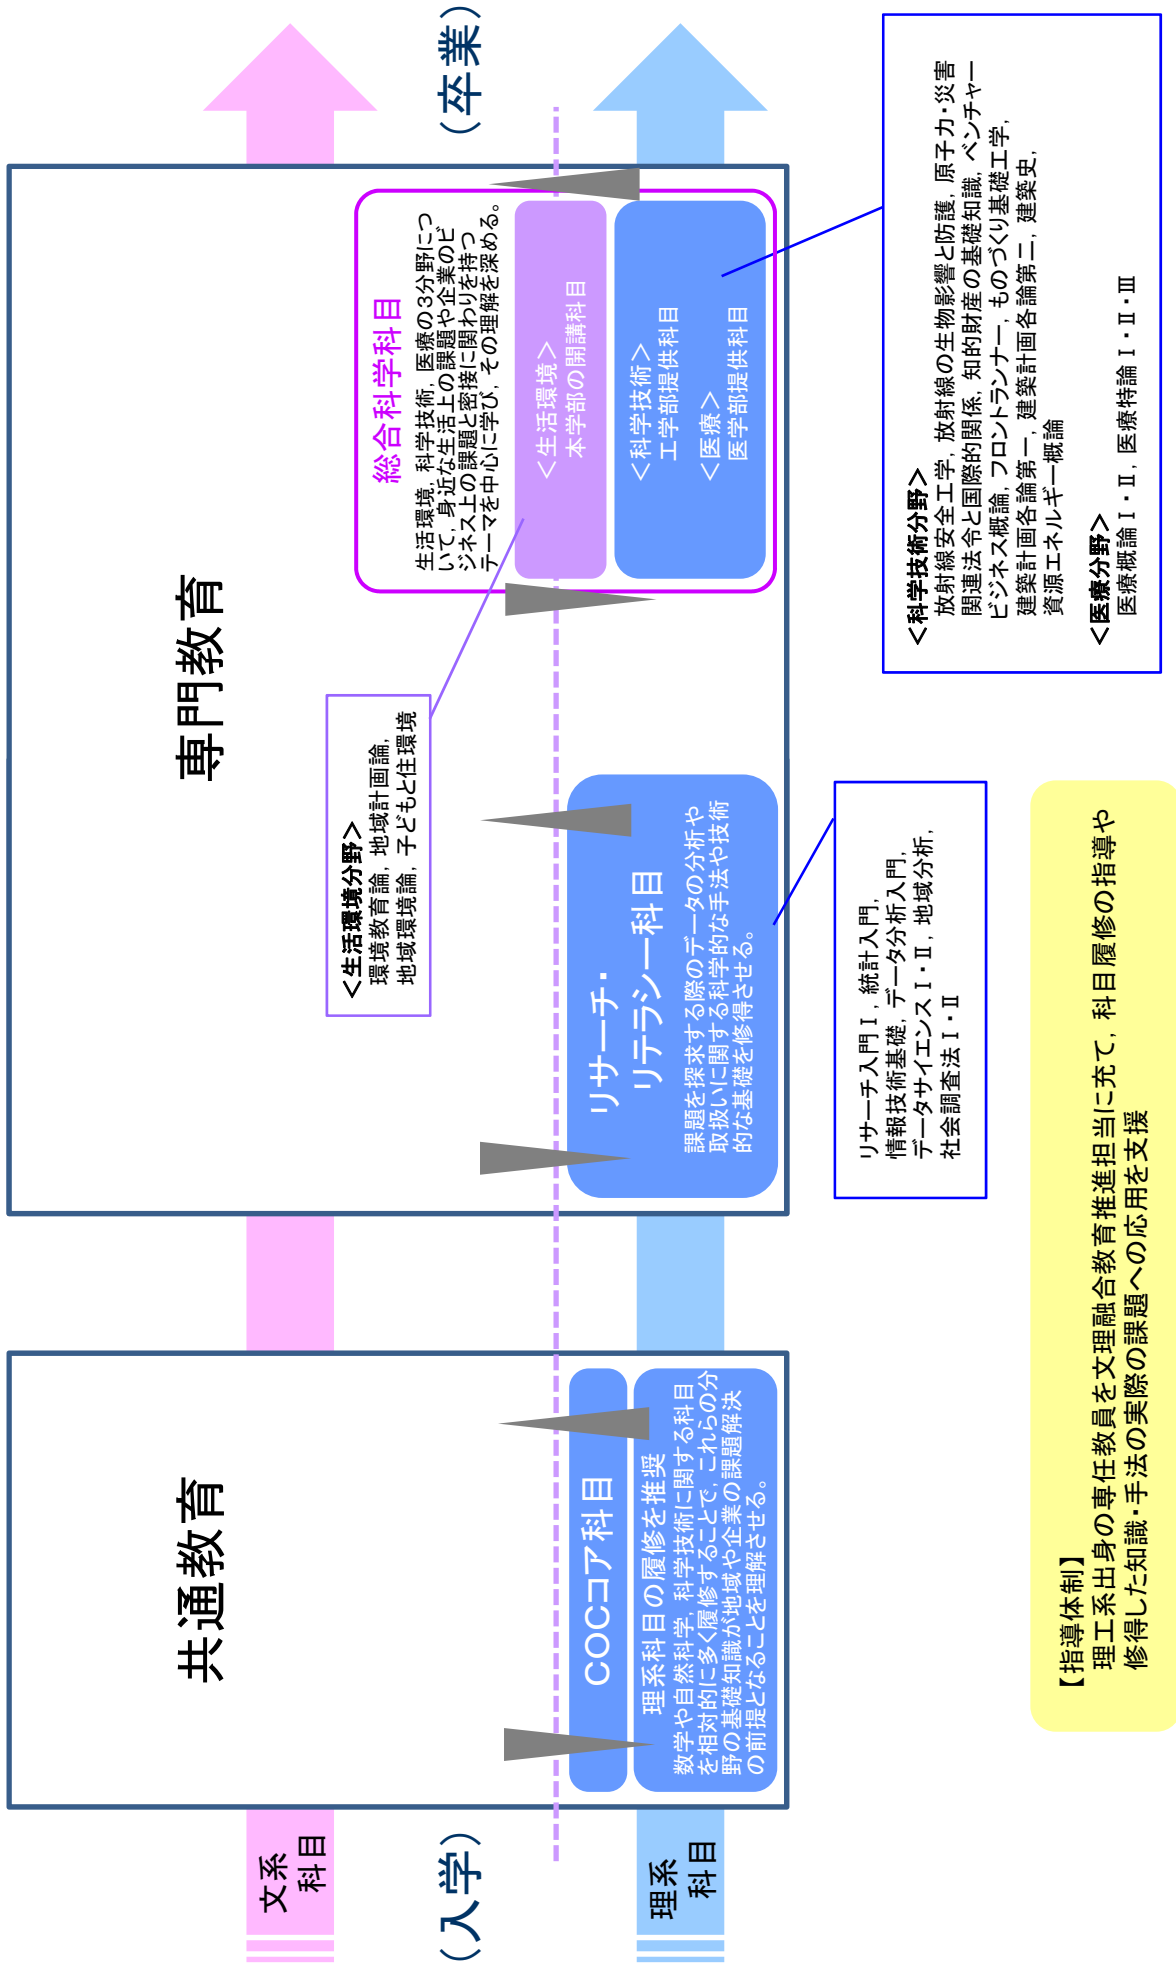 共通教育
専門教育
文系
科目
(入学)
(卒業)
理系
科目
COCコア科目
理系科目の履修を推奨
数学や自然科学,科学技術に関する科目
を相対的に多く履修することで,これらの分
野の基礎知識が地域や企業の課題解決
の前提となることを理解させる。
リサーチ・
リテラシー科目
課題を探求する際のデータの分析や
取扱いに関する科学的な手法や技術
的な基礎を修得させる。
<生活環境分野>
環境教育論,地域計画論,
地域環境論,子どもと住環境
総合科学科目
生活環境,科学技術,医療の3分野につ
いて,身近な生活上の課題や企業のビ
ジネス上の課題と密接に関わりを持つ
テーマを中心に学び,その理解を深める。
<生活環境>
本学部の開講科目
<科学技術>
工学部提供科目
<医療>
医学部提供科目
リサーチ入門Ⅰ,統計入門,
情報技術基礎,データ分析入門,
データサイエンスⅠ・Ⅱ,地域分析,
社会調査法Ⅰ・Ⅱ
<科学技術分野>
放射線安全工学,放射線の生物影響と防護,原子力・災害
関連法令と国際的関係,知的財産の基礎知識,ベンチャー
ビジネス概論,フロントランナー,ものづくり基礎工学,
建築計画各論第一,建築計画各論第二,建築史,
資源エネルギー概論
<医療分野>
医療概論Ⅰ・Ⅱ,医療特論Ⅰ・Ⅱ・Ⅲ
【指導体制】
理工系出身の専任教員を文理融合教育推進担当に充て,科目履修の指導や
修得した知識・手法の実際の課題への応用を支援